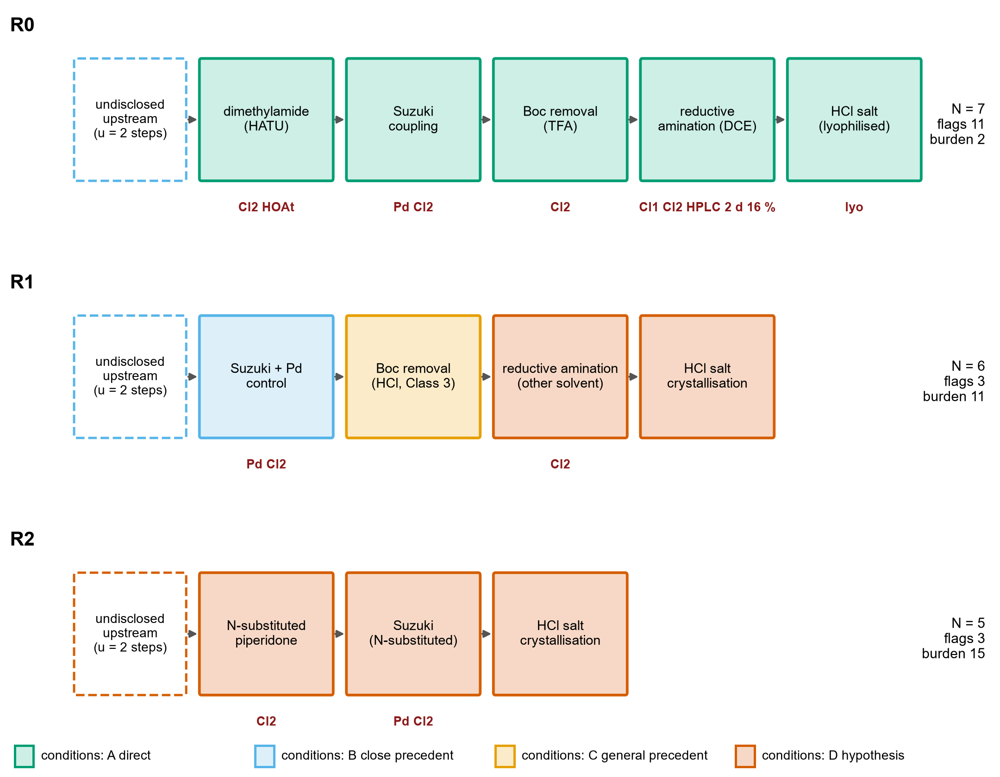 R0
undisclosed
upstream
(u = 2 steps)
dimethylamide
(HATU)
Suzuki
coupling
Boc removal
(TFA)
reductive
amination (DCE)
HCl salt
(lyophilised)
N = 7
flags 11
burden 2
Cl2 HOAt
Pd Cl2
Cl2
Cl1 Cl2 HPLC 2 d 16 %
lyo
R1
undisclosed
upstream
(u = 2 steps)
Suzuki + Pd
control
Boc removal
(HCl, Class 3)
reductive amination
(other solvent)
HCl salt
crystallisation
N = 6
flags 3
burden 11
Pd Cl2
Cl2
R2
undisclosed
upstream
(u = 2 steps)
N-substituted
piperidone
Suzuki
(N-substituted)
HCl salt
crystallisation
N = 5
flags 3
burden 15
Cl2
Pd Cl2
conditions: A direct
conditions: B close precedent
conditions: C general precedent
conditions: D hypothesis